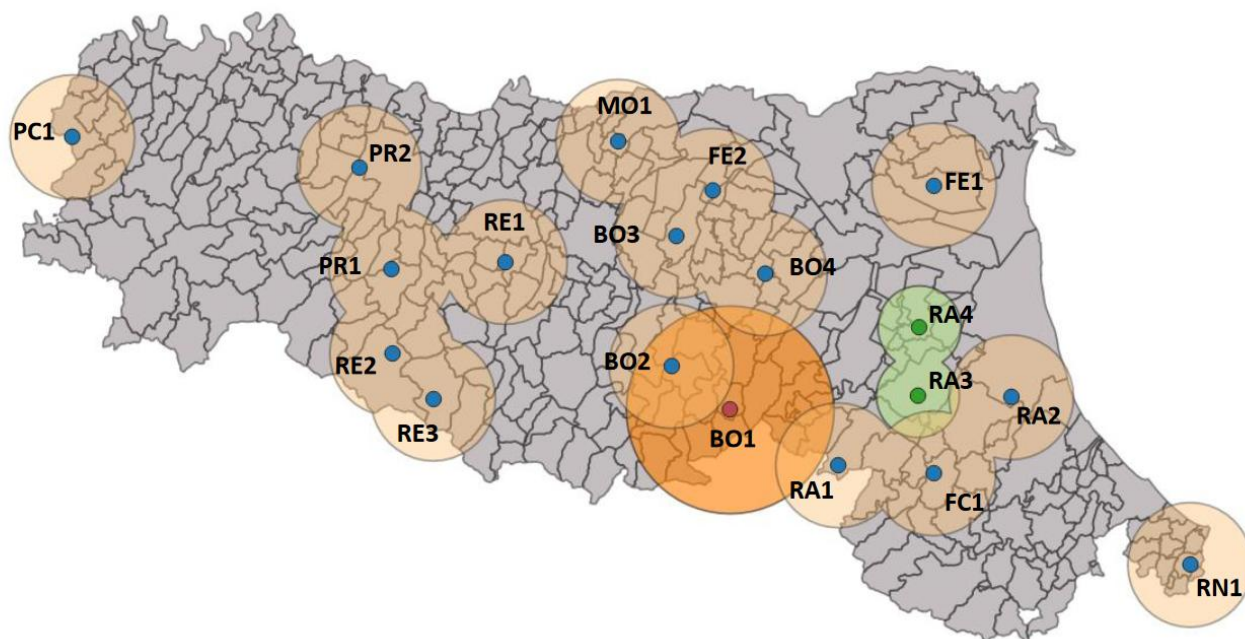 MO1
PC1
PR2
FE2
FE1
RE1
BO3
PR1
BO4
RA4
RE2
BO2
RA3
RE3
BO1
RA2
RA1
FC1
RN1